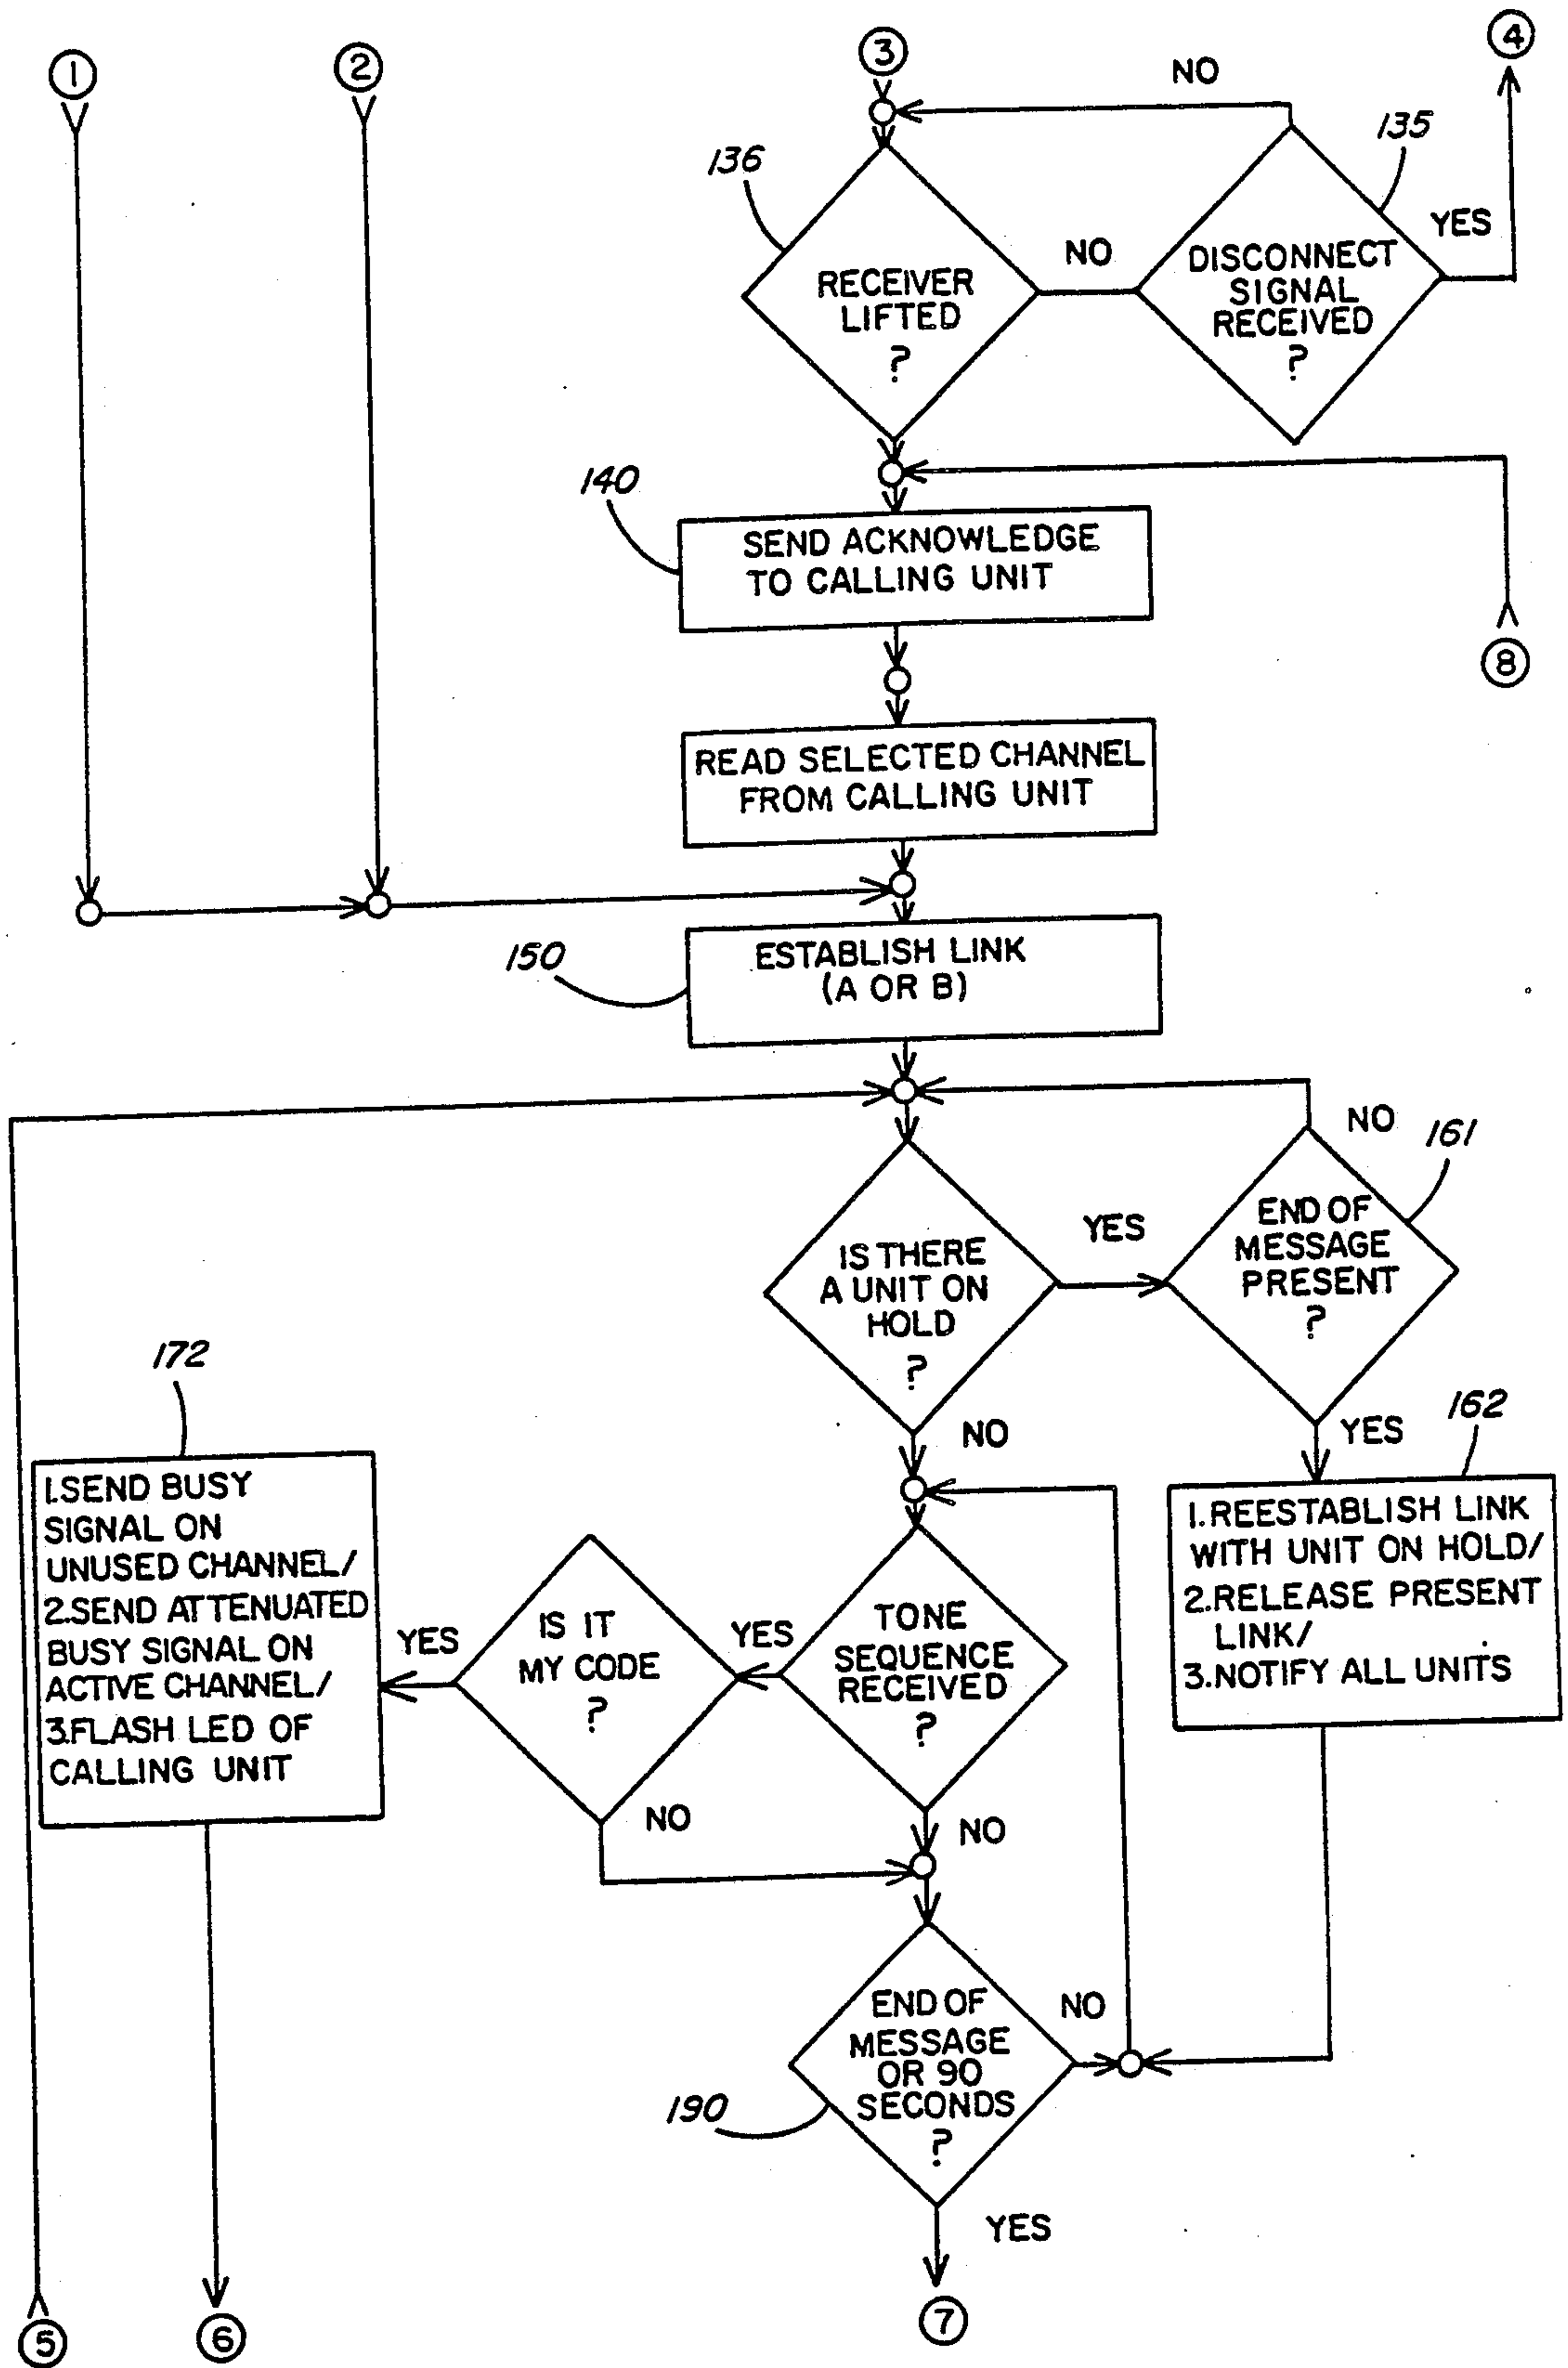 1
2
3
4
NO
135
136
YES
NO
DISCONNECT
SIGNAL
RECEIVED
?
RECEIVER
LIFTED
?
140
SEND ACKNOWLEDGE
TO CALLING UNIT
8
READ SELECTED CHANNEL
FROM CALLING UNIT
150
ESTABLISH LINK
(A OR B)
NO
161
END OF
MESSAGE
PRESENT
?
YES
IS THERE
A UNIT ON
HOLD
?
172
NO
YES
162
1.SEND BUSY
SIGNAL ON
UNUSED CHANNEL/
2.SEND ATTENUATED
BUSY SIGNAL ON
ACTIVE CHANNEL/
3.FLASH LED OF
CALLING UNIT
1.REESTABLISH LINK
WITH UNIT ON HOLD/
2.RELEASE PRESENT
LINK/
3.NOTIFY ALL UNITS
YES
IS IT
MY CODE
?
YES
TONE
SEQUENCE
RECEIVED
?
NO
NO
END OF
MESSAGE
OR 90
SECONDS
?
NO
190
YES
5
6
7